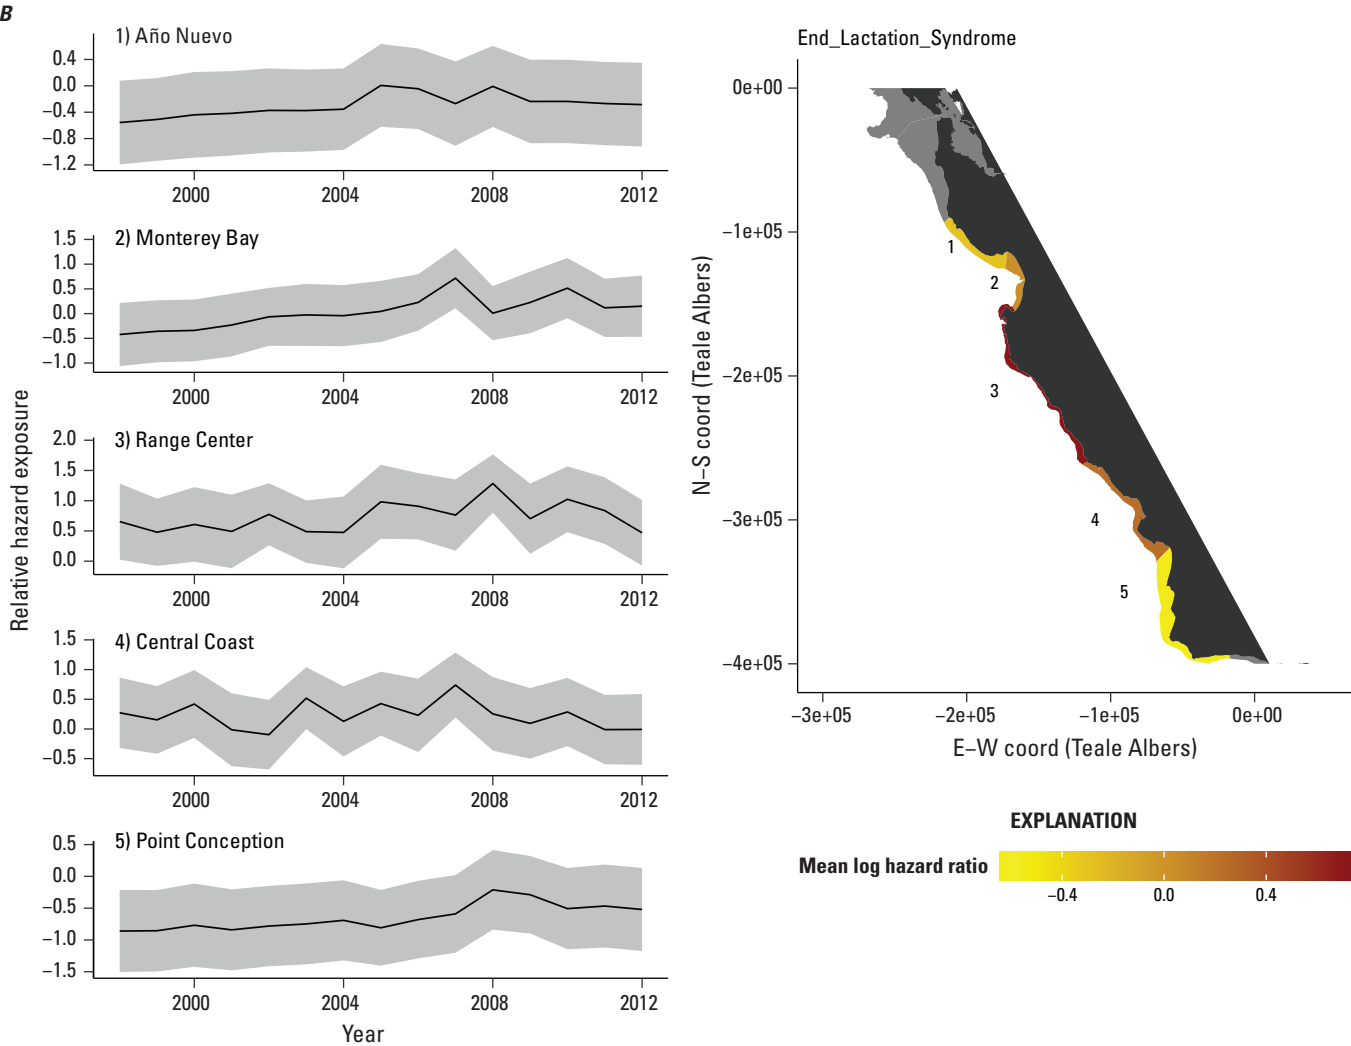 B
1) Año Nuevo
0.4
0.0
–0.4
–0.8
–1.2
2000
2004
2008
2012
2) Monterey Bay
1.5
1.0
0.5
0.0
–0.5
–1.0
2000
2004
2008
2012
3) Range Center
2.0
1.5
1.0
0.5
0.0
2000
2004
2008
2012
4) Central Coast
1.5
1.0
0.5
0.0
–0.5
2000
2004
2008
2012
5) Point Conception
0.5
0.0
–0.5
–1.0
–1.5
2000
2004
2008
2012
Year
Relative hazard exposure
End_Lactation_Syndrome
0e+00
–1e+05
–2e+05
–3e+05
–4e+05
N–S coord (Teale Albers)
1
2
3
4
5
–3e+05
–2e+05
–1e+05
0e+00
E–W coord (Teale Albers)
EXPLANATION
Mean log hazard ratio
–0.4
0.0
0.4